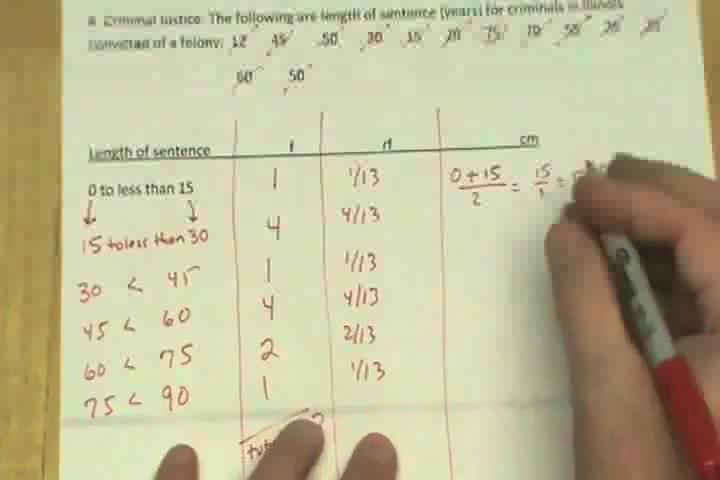 8. Criminal Justice. The following are length of sentence (years) for criminals in Illinois
convicted of a felony: 12 45 50 30 15 20 75 70 50 20 20
60 50
Length of sentence f rf cm
0 to less than 15 1 1/13 0 + 15 / 2 = 15 / =
15 to less than 30 4 4/13
30 < 45 1 1/13
45 < 60 4 4/13
60 < 75 2 2/13
75 < 90 1 1/13